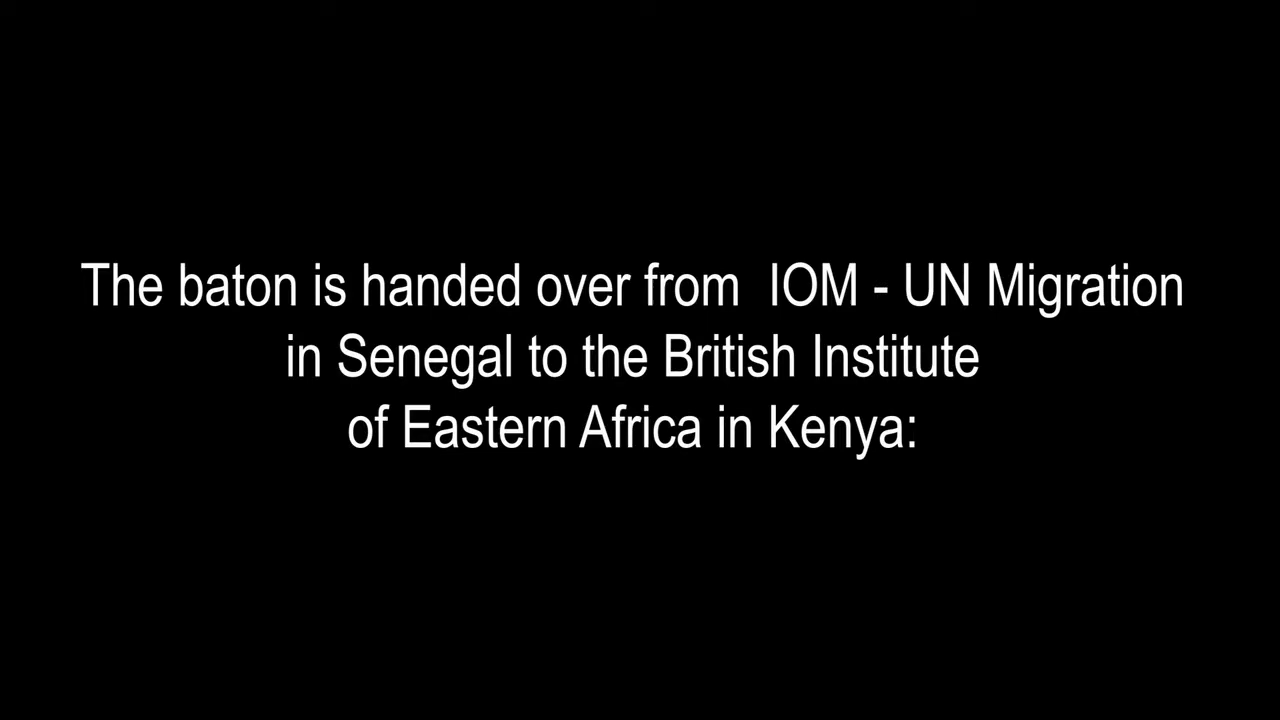 The baton is handed over from  IOM - UN Migration
in Senegal to the British Institute
of Eastern Africa in Kenya: